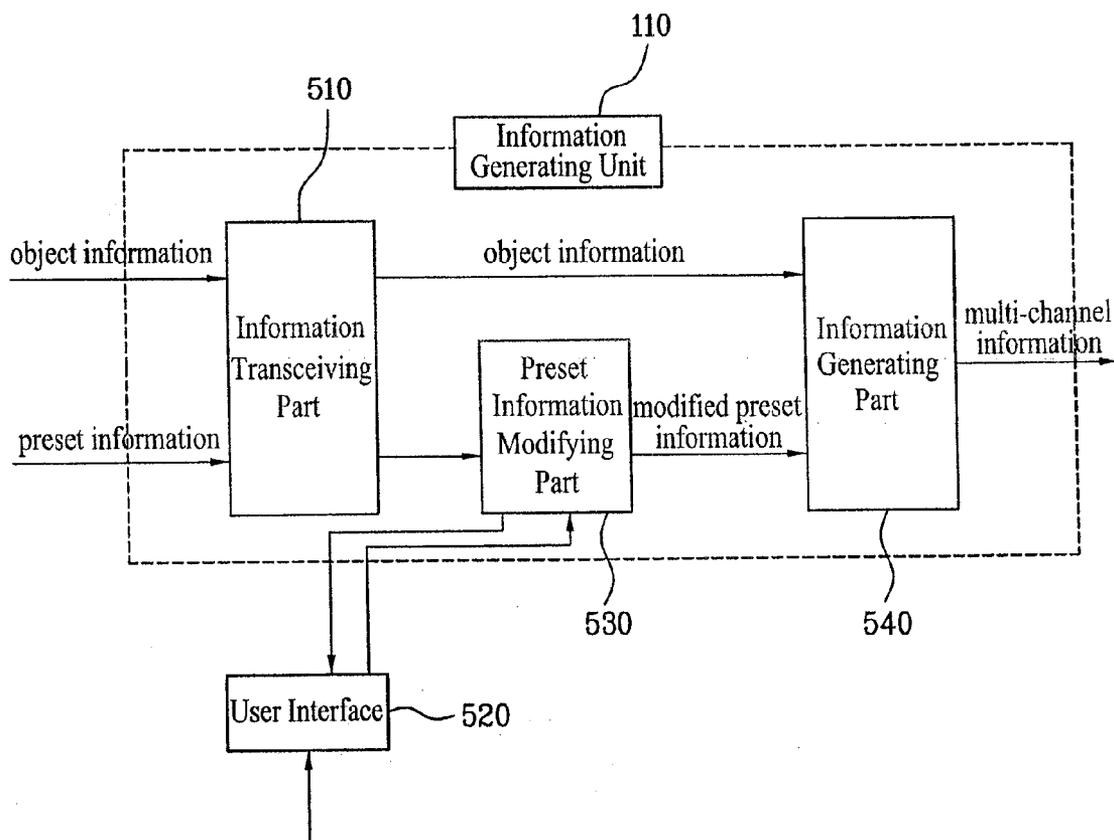 110
510
Information
Generating Unit
object information
object information
Information
Transceiving
Part
Information
Generating
Part
multi-channel
information
Preset
Information
Modifying
Part
modified preset
information
preset information
530
540
User Interface
520